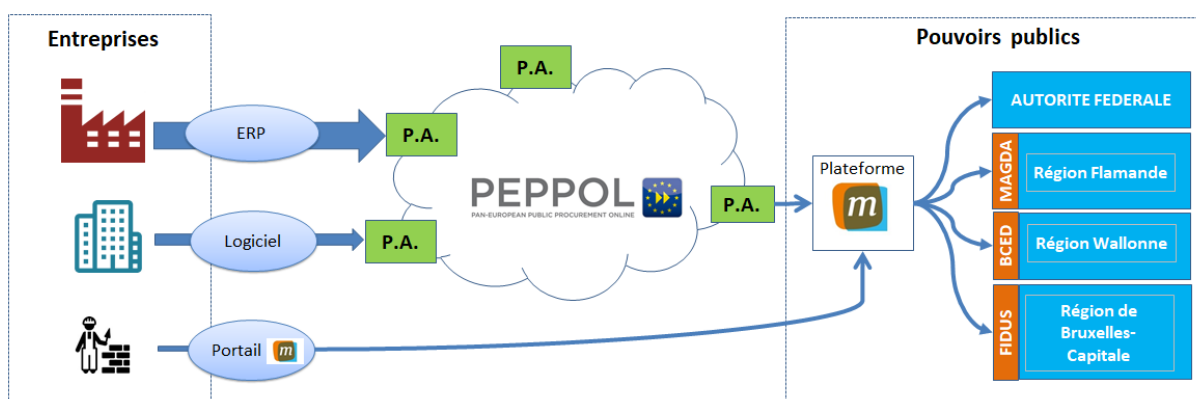 Entreprises
ERP
Logiciel
Portail m
P.A.
P.A.
P.A.
P.A.
PEPPOL
PAN-EUROPEAN PUBLIC PROCUREMENT ONLINE
Pouvoirs publics
Plateforme
m
AUTORITE FEDERALE
MAGDA
Région Flamande
BCED
Région Wallonne
FIDUS
Région de
Bruxelles-
Capitale